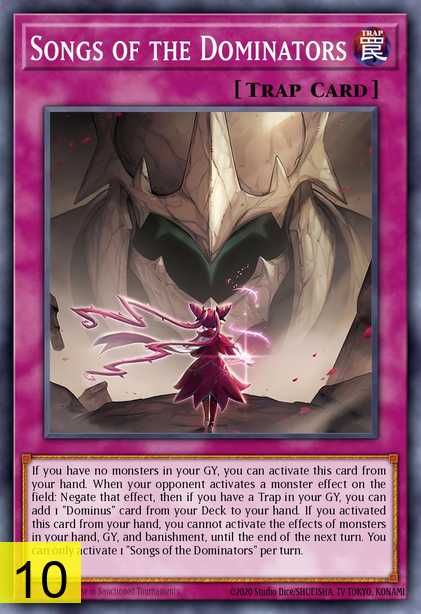 SONGS OF THE DOMINATORS
TRAP
罠
[TRAP CARD]
If you have no monsters in your GY, you can activate this card from
your hand. When your opponent activates a monster effect on the
field: Negate that effect, then if you have a Trap in your GY, you can
add 1 "Dominus" card from your Deck to your hand. If you activated
this card from your hand, you cannot activate the effects of monsters
in your hand, GY, and banishment, until the end of the next turn. You
can only activate 1 "Songs of the Dominators" per turn.
10
in Sanctioned Tournaments
©2020 Studio Dice/SHUEISHA, TV TOKYO, KONAMI